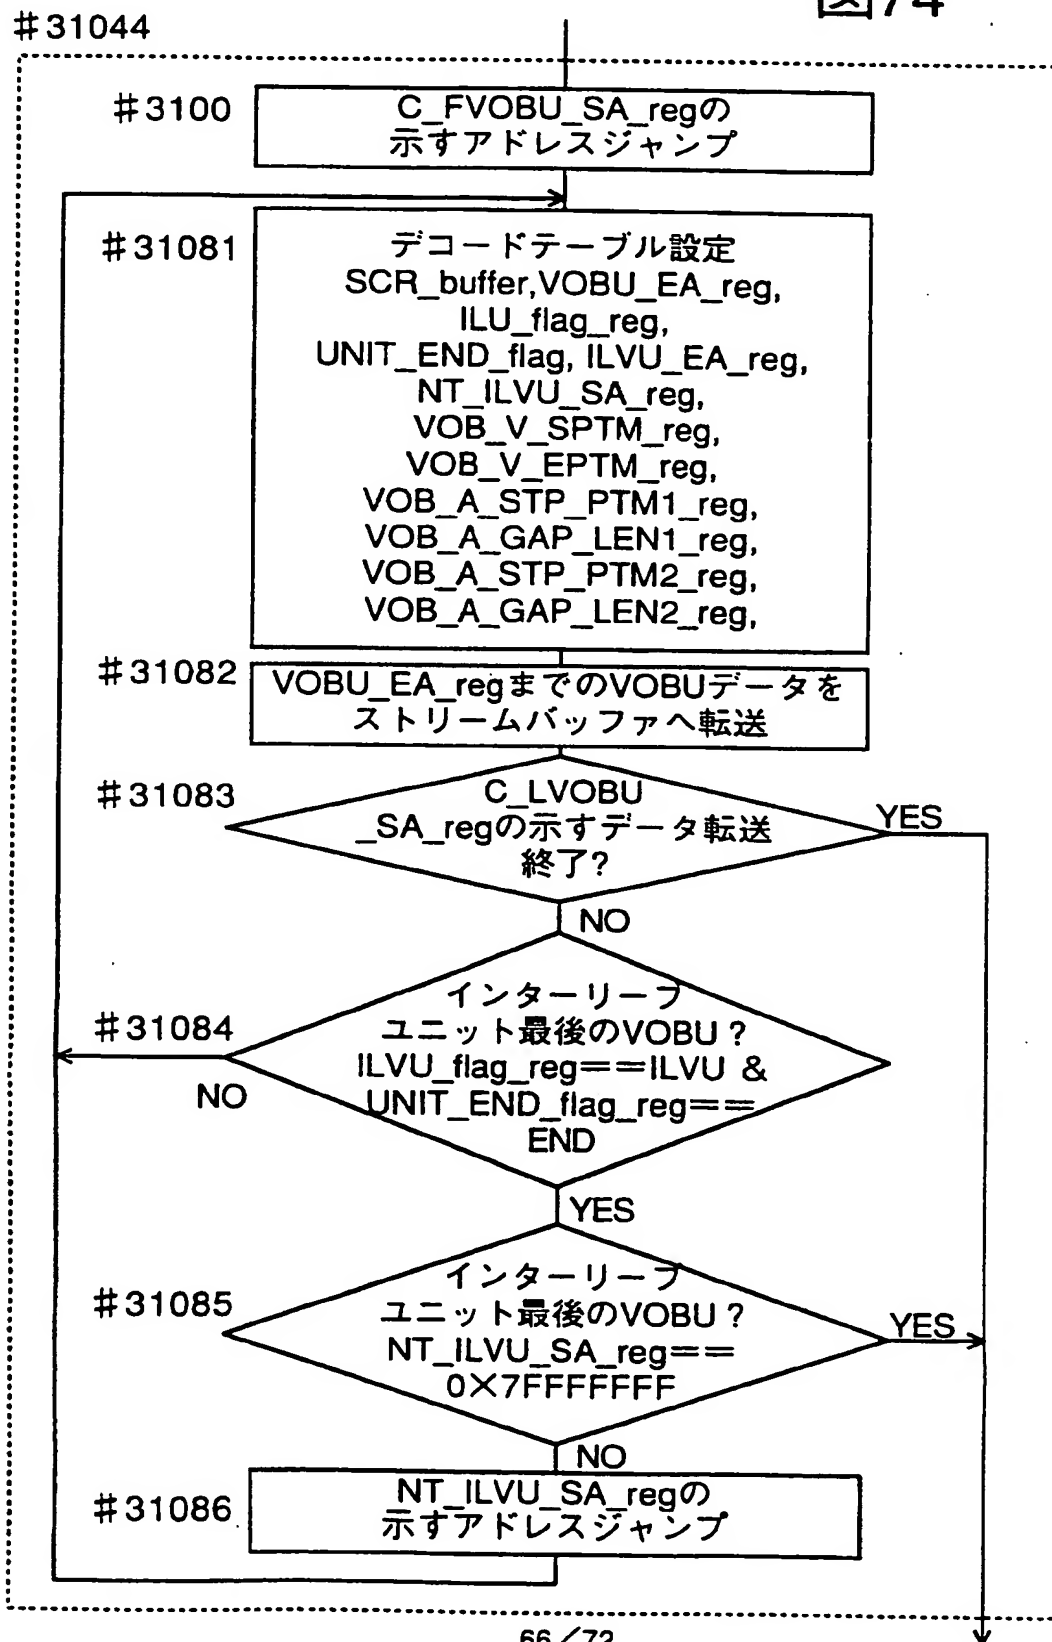 図74
#31044
#3100
C_FVOBU_SA_regの
示すアドレスジャンプ
#31081
デコードテーブル設定
SCR_buffer,VOBU_EA_reg,
ILU_flag_reg,
UNIT_END_flag, ILVU_EA_reg,
NT_ILVU_SA_reg,
VOB_V_SPTM_reg,
VOB_V_EPTM_reg,
VOB_A_STP_PTM1_reg,
VOB_A_GAP_LEN1_reg,
VOB_A_STP_PTM2_reg,
VOB_A_GAP_LEN2_reg,
#31082
VOBU_EA_regまでのVOBUデータを
ストリームバッファへ転送
#31083
C_LVOBU
_SA_regの示すデータ転送
終了?
YES
NO
#31084
インターリーブ
ユニット最後のVOBU?
ILVU_flag_reg==ILVU &
UNIT_END_flag_reg==
END
NO
YES
#31085
インターリーブ
ユニット最後のVOBU?
NT_ILVU_SA_reg==
0X7FFFFFFF
YES
NO
#31086
NT_ILVU_SA_regの
示すアドレスジャンプ